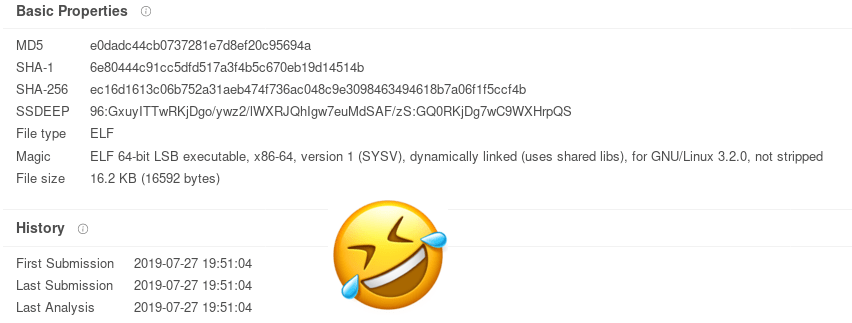 Basic Properties
MD5 e0dadc44cb0737281e7d8ef20c95694a
SHA-1 6e80444c91cc5dfd517a3f4b5c670eb19d14514b
SHA-256 ec16d1613c06b752a31aeb474f736ac048c9e3098463494618b7a06f1f5ccf4b
SSDEEP 96:GxuyITTwRKjDgo/ywz2/lWXRJQhIgw7euMdSAF/zS:GQ0RKjDg7wC9WXHrpQS
File type ELF
Magic ELF 64-bit LSB executable, x86-64, version 1 (SYSV), dynamically linked (uses shared libs), for GNU/Linux 3.2.0, not stripped
File size 16.2 KB (16592 bytes)
History
First Submission 2019-07-27 19:51:04
Last Submission 2019-07-27 19:51:04
Last Analysis 2019-07-27 19:51:04